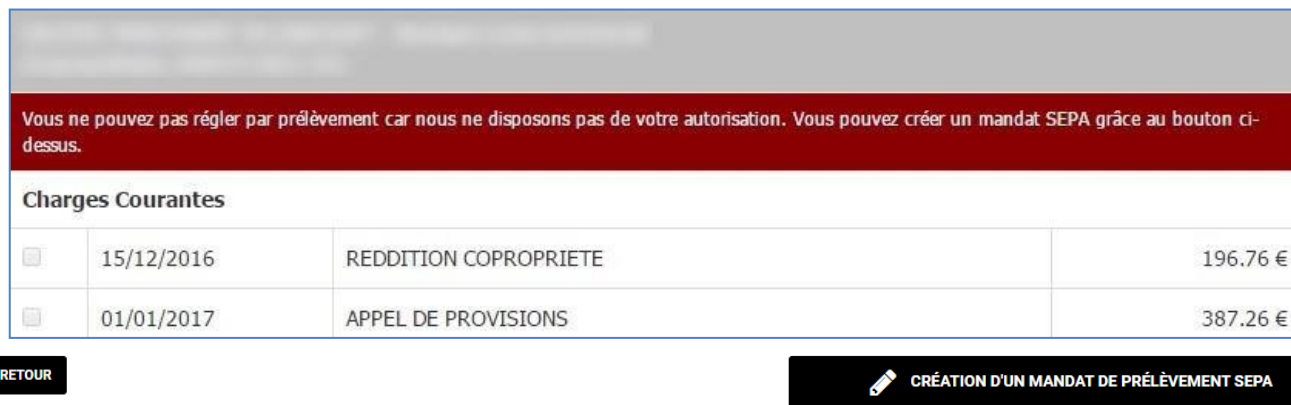 Vous ne pouvez pas régler par prélèvement car nous ne disposons pas de votre autorisation. Vous pouvez créer un mandat SEPA grâce au bouton ci-
dessus.
Charges Courantes
15/12/2016 REDDITION COPROPRIETE 196.76 €
01/01/2017 APPEL DE PROVISIONS 387.26 €
RETOUR CRÉATION D'UN MANDAT DE PRÉLÈVEMENT SEPA